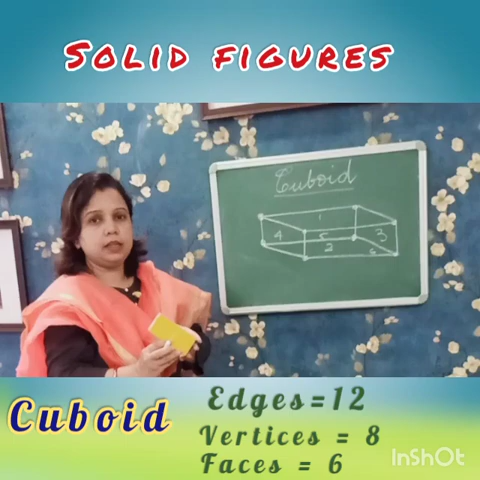 SOLID FIGURES
Cuboid
1
4 5 3
2 6
Cuboid
Edges=12
Vertices = 8
Faces = 6
InShOt